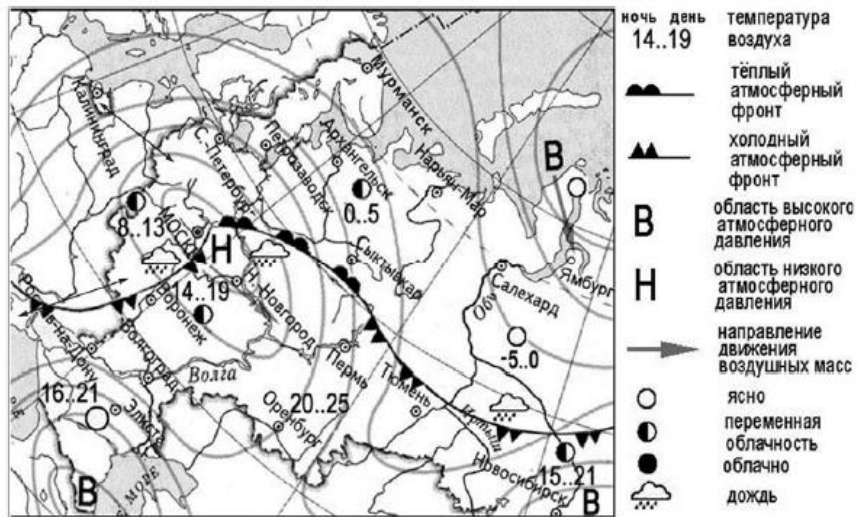 Калининград
С.-Петербург
Петрозаводск
Мурманск
Архангельск
Нарьян-Мар
В
8..13
МОСКВА
Н
0..5
Сыктывкар
Салехард
Ямбург
Обь
14..19
Воронеж
Н. Новгород
Ростов-на-Дону
Волгоград
Волга
Пермь
-5..0
16..21
Элиста
20..25
Оренбург
Тюмень
Иртыш
Новосибирск
15..21
В
МОРЕ
В
ночь день
14..19
температура
воздуха
тёплый
атмосферный
фронт
холодный
атмосферный
фронт
В
область высокого
атмосферного
давления
Н
область низкого
атмосферного
давления
направление
движения
воздушных масс
ясно
переменная
облачность
облачно
дождь